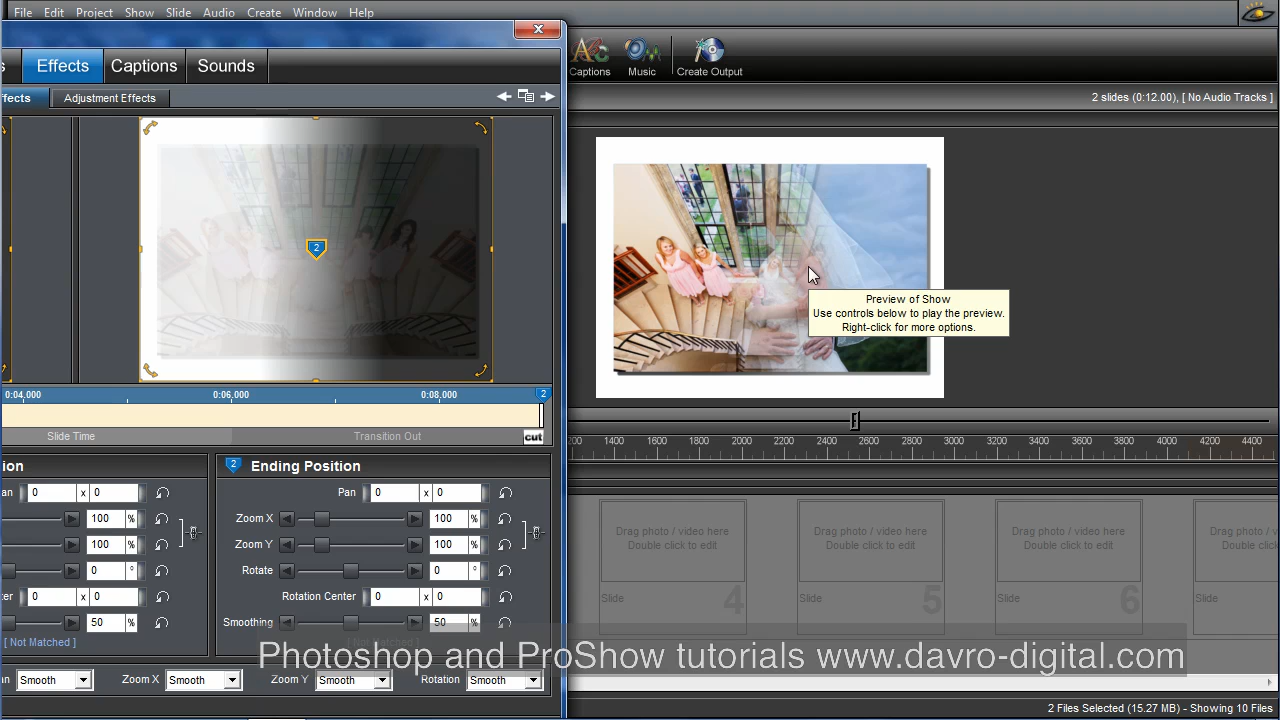 File Edit Project Show Slide Audio Create Window Help
Captions Music Create Output
s Effects Captions Sounds
ffects Adjustment Effects
2 slides (0:12.00), [ No Audio Tracks ]
2
Preview of Show
Use controls below to play the preview.
Right-click for more options.
0:04.000 0:06.000 0:08.000 2
Slide Time Transition Out cut
200 1400 1600 1800 2000 2200 2400 2600 2800 3000 3200 3400 3600 3800 4000 4200 4400
ion 2 Ending Position
an 0 x 0 Pan 0 x 0
100 % Zoom X 100 %
100 % Zoom Y 100 %
0 ° Rotate 0 °
ter 0 x 0 Rotation Center 0 x 0
50 % Smoothing 50 %
[ Not Matched ] [ Not Matched ]
an Smooth Zoom X Smooth Zoom Y Smooth Rotation Smooth
Drag photo / video here
Double click to edit
Slide 4
Drag photo / video here
Double click to edit
Slide 5
Drag photo / video here
Double click to edit
Slide 6
Drag photo / vid
Double click
Slide
Photoshop and ProShow tutorials www.davro-digital.com
2 Files Selected (15.27 MB) - Showing 10 Files